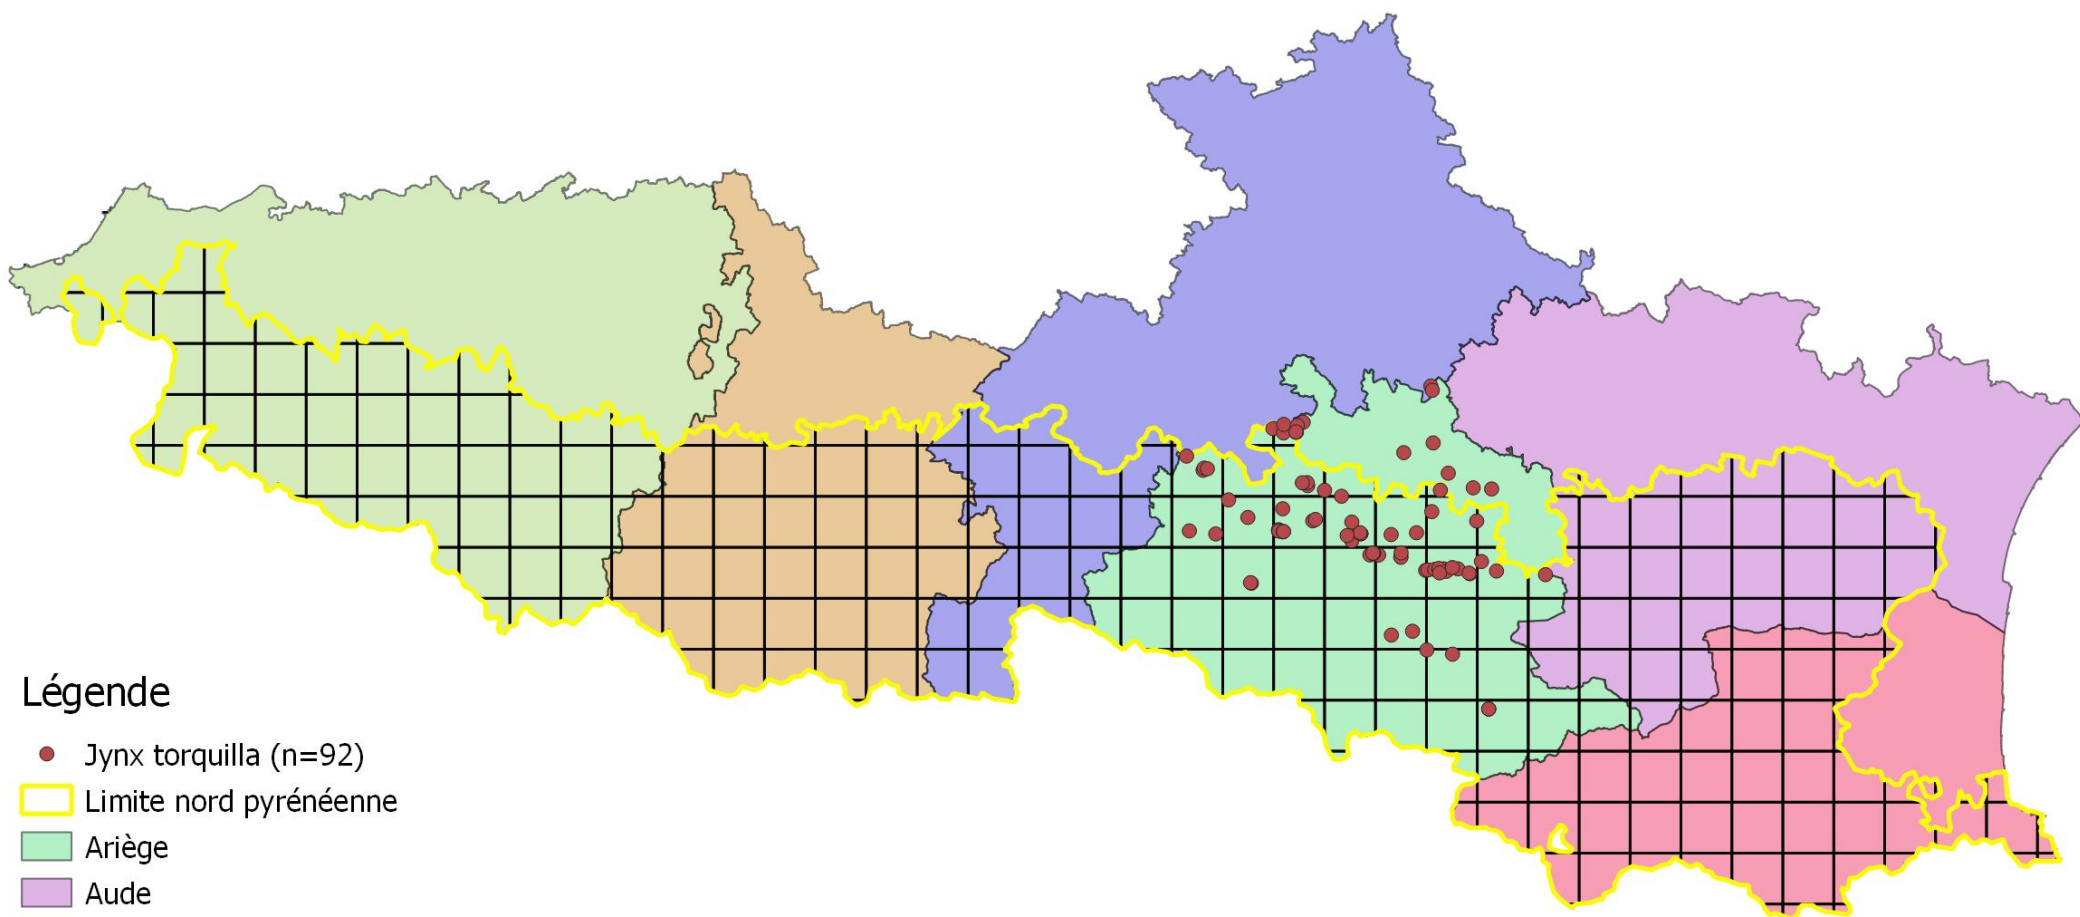 Légende
Jynx torquilla (n=92)
Limite nord pyrénéenne
Ariège
Aude